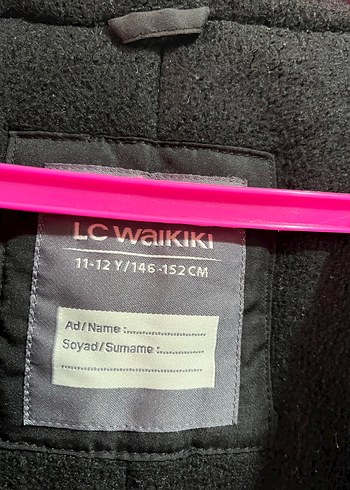 LC WAIKIKI
11-12 Y/146-152 CM
Ad/Name :
Soyad/Surname :